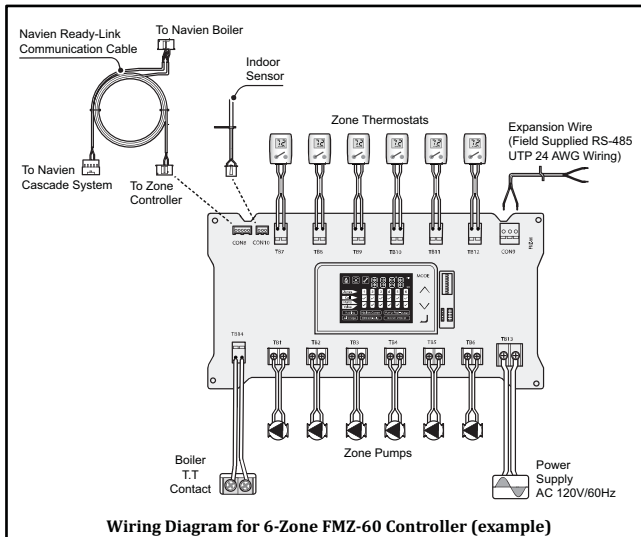 Navien Ready-Link
Communication Cable
To Navien Boiler
Indoor
Sensor
Zone Thermostats
Expansion Wire
(Field Supplied RS-485
UTP 24 AWG Wiring)
To Navien
Cascade System
To Zone
Controller
CON8
CON10
TB7
TB8
TB9
TB10
TB11
TB12
CON9
MODE
TB84
TB1
TB2
TB3
TB4
TB5
TB6
TB13
Boiler
T.T
Contact
Zone Pumps
Power
Supply
AC 120V/60Hz
Wiring Diagram for 6-Zone FMZ-60 Controller (example)